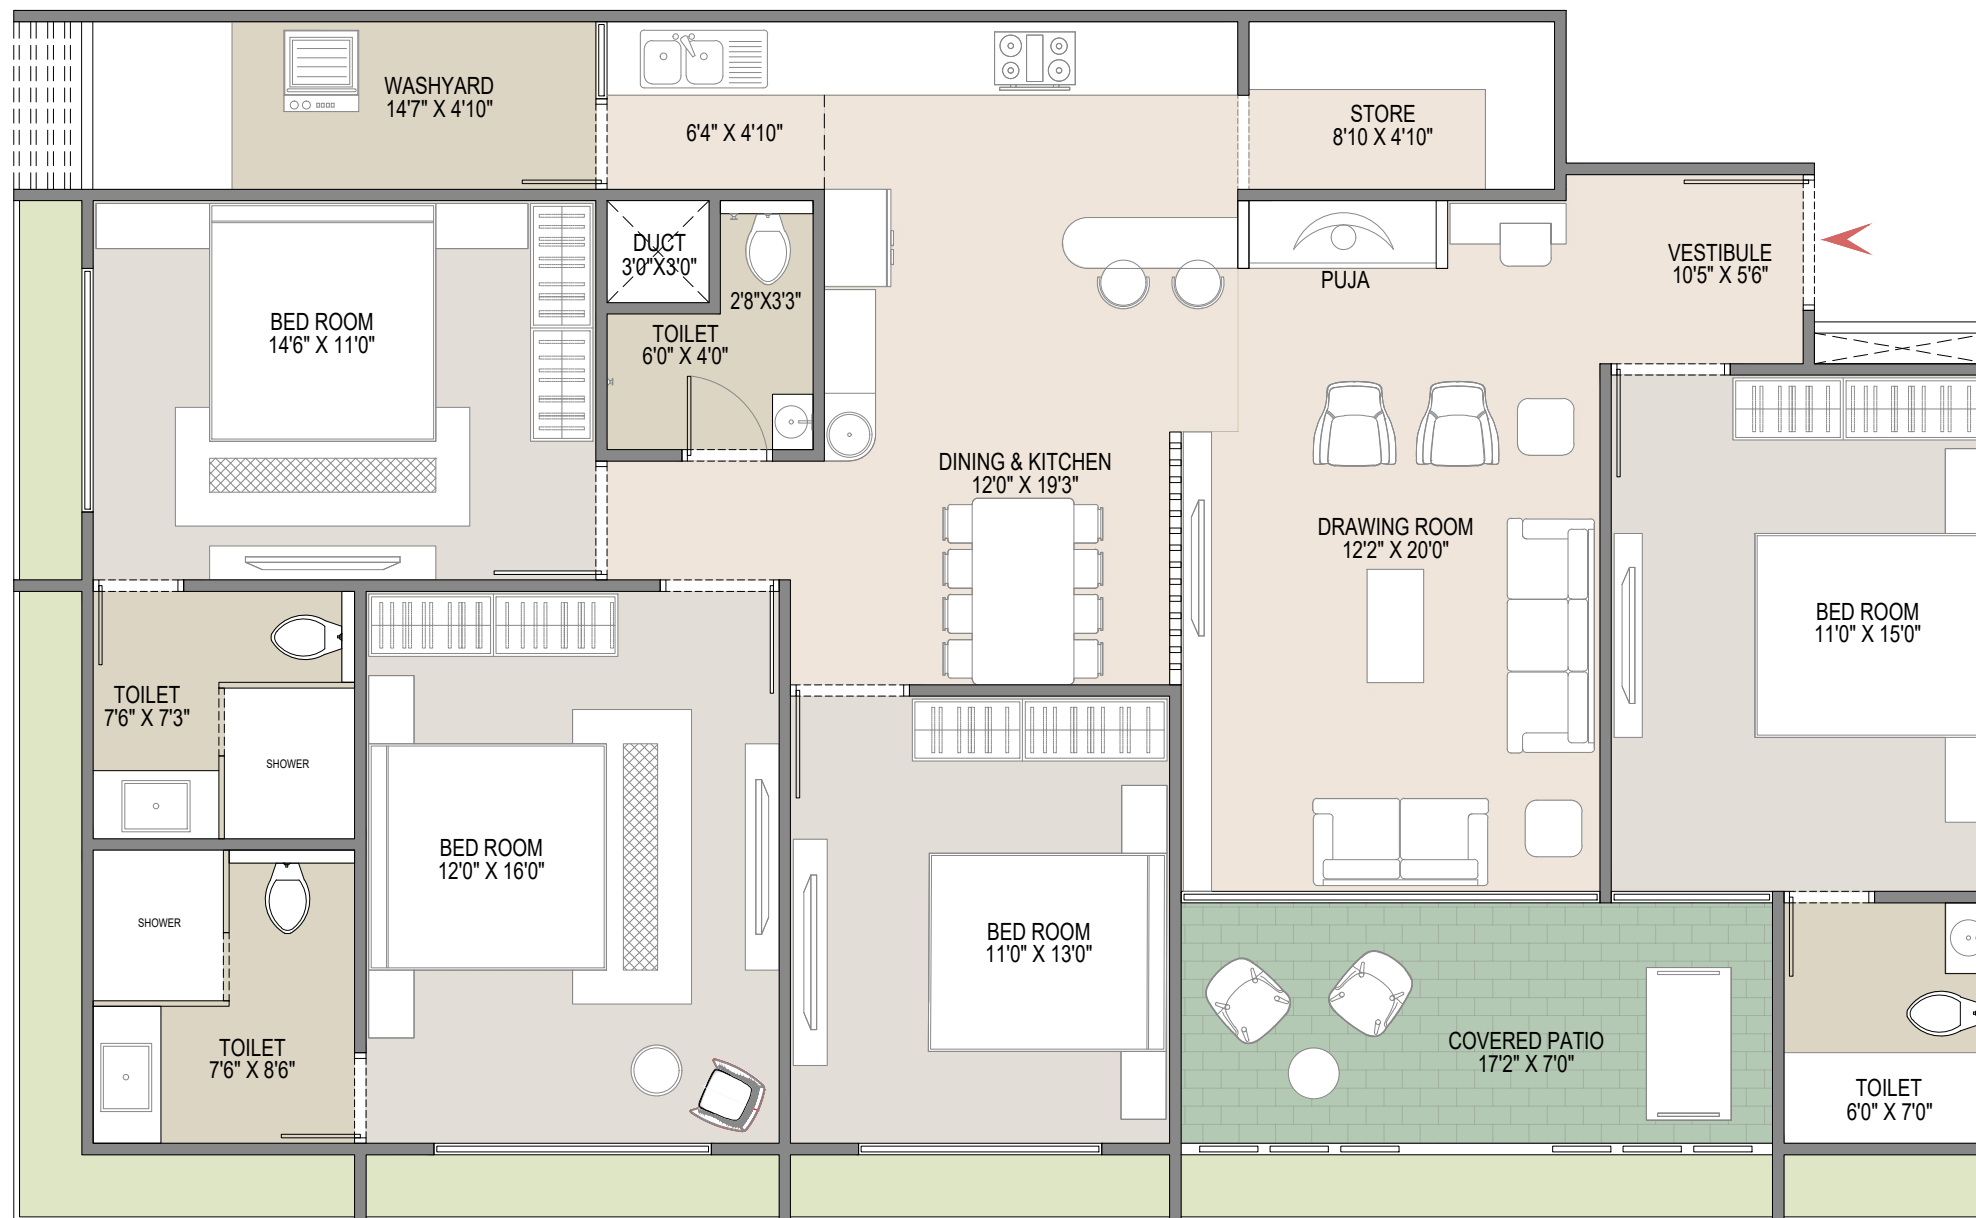 WASHYARD
14'7" X 4'10"
6'4" X 4'10"
STORE
8'10 X 4'10"
DUCT
3'0"X3'0"
2'8"X3'3"
TOILET
6'0" X 4'0"
PUJA
VESTIBULE
10'5" X 5'6"
BED ROOM
14'6" X 11'0"
DINING & KITCHEN
12'0" X 19'3"
DRAWING ROOM
12'2" X 20'0"
BED ROOM
11'0" X 15'0"
TOILET
7'6" X 7'3"
SHOWER
BED ROOM
12'0" X 16'0"
SHOWER
BED ROOM
11'0" X 13'0"
TOILET
7'6" X 8'6"
COVERED PATIO
17'2" X 7'0"
TOILET
6'0" X 7'0"